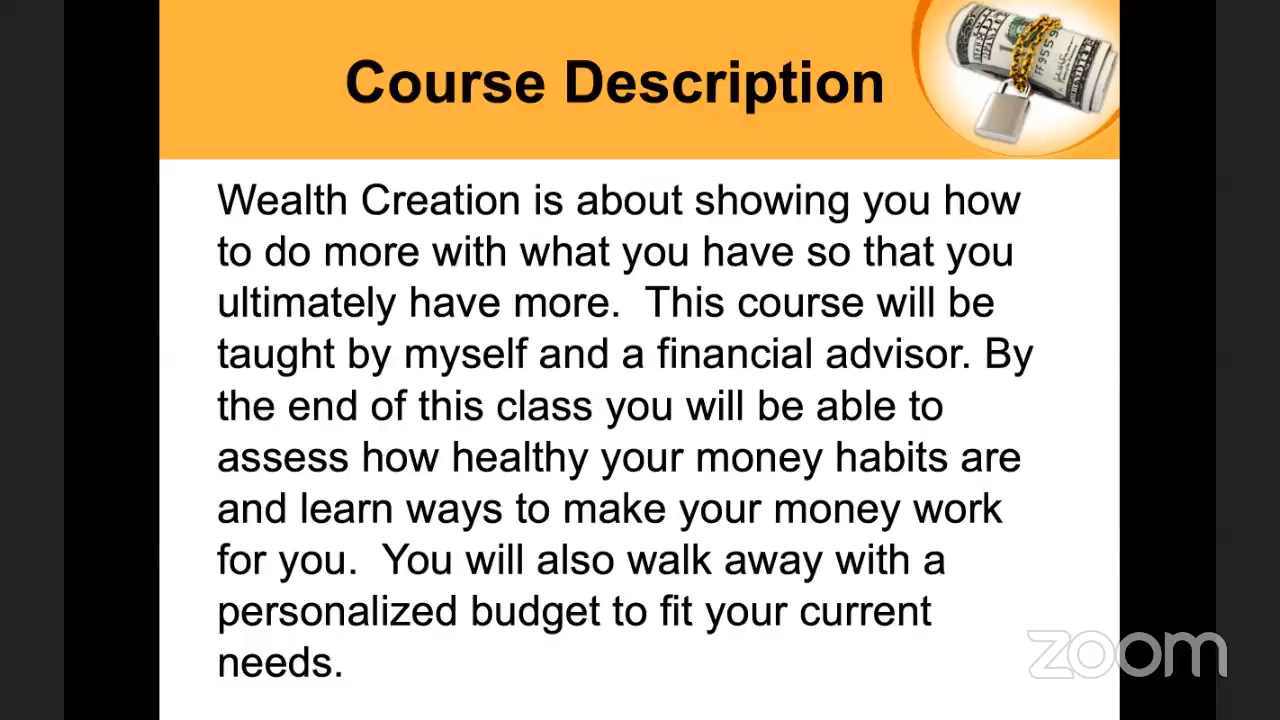 Course Description
Wealth Creation is about showing you how
to do more with what you have so that you
ultimately have more.  This course will be
taught by myself and a financial advisor. By
the end of this class you will be able to
assess how healthy your money habits are
and learn ways to make your money work
for you.  You will also walk away with a
personalized budget to fit your current
needs.
zoom